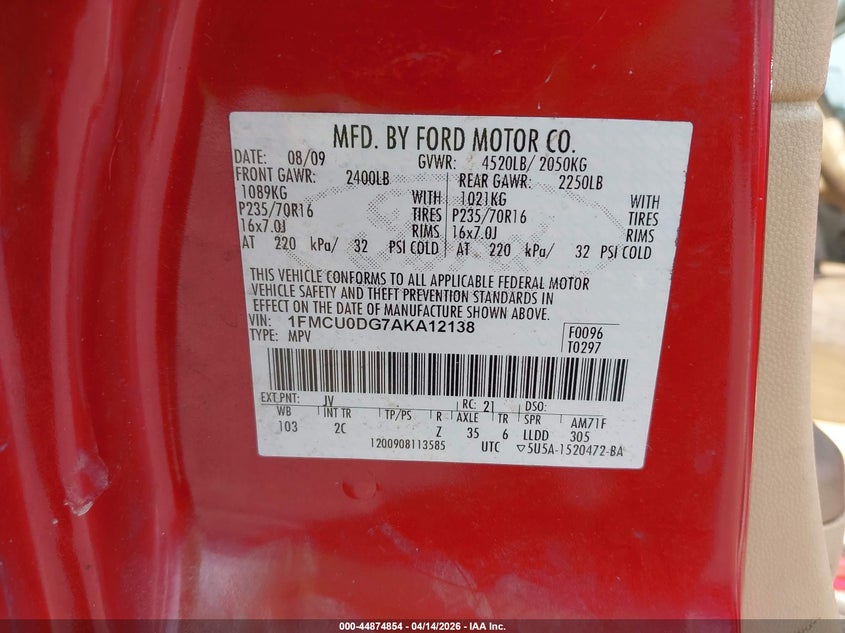 MFD. BY FORD MOTOR CO.
DATE: 08/09 GVWR: 4520LB/ 2050KG
FRONT GAWR: 2400LB REAR GAWR: 2250LB
1089KG WITH 1021KG WITH
P235/70R16 TIRES P235/70R16 TIRES
16x7.0J RIMS 16x7.0J RIMS
AT 220 kPa/ 32 PSI COLD AT 220 kPa/ 32 PSI COLD
THIS VEHICLE CONFORMS TO ALL APPLICABLE FEDERAL MOTOR
VEHICLE SAFETY AND THEFT PREVENTION STANDARDS IN
EFFECT ON THE DATE OF MANUFACTURE SHOWN ABOVE.
VIN: 1FMCU0DG7AKA12138 F0096
TYPE: MPV T0297
EXT PNT: JV RC: 21 DSO:
WB INT TR TP/PS R AXLE TR SPR AM71F
103 2C Z 35 6 LLDD 305
1200908113585 UTC ▽5U5A-1520472-BA
000-44874854 - 04/14/2026 - IAA Inc.